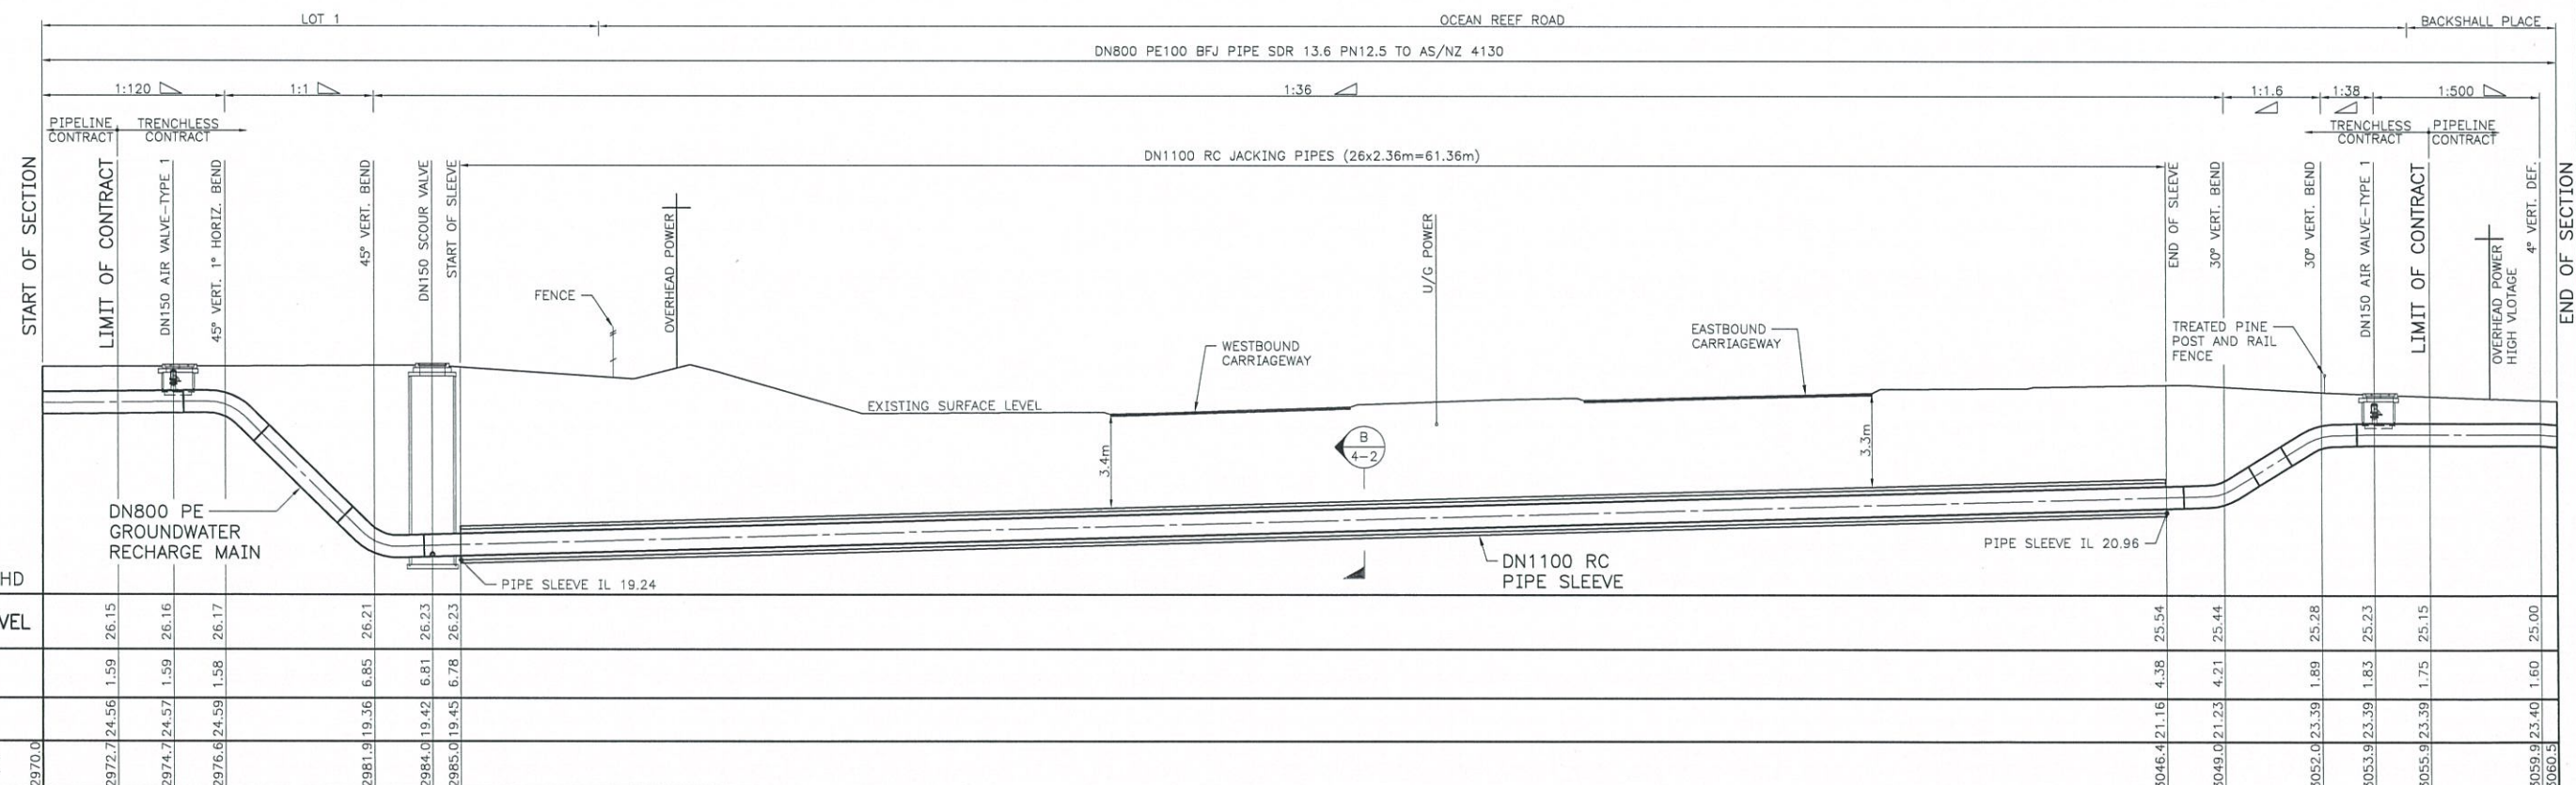 LOT 1
OCEAN REEF ROAD
BACKSHALL PLACE
DN800 PE100 BFJ PIPE SDR 13.6 PN12.5 TO AS/NZ 4130
1:120
1:1
1:36
1:1.6
1:38
1:500
PIPELINE
CONTRACT
TRENCHLESS
CONTRACT
TRENCHLESS
CONTRACT
PIPELINE
CONTRACT
DN1100 RC JACKING PIPES (26x2.36m=61.36m)
START OF SECTION
LIMIT OF CONTRACT
DN150 AIR VALVE-TYPE 1
45° VERT. 1° HORIZ. BEND
45° VERT. BEND
DN150 SCOUR VALVE
START OF SLEEVE
FENCE
OVERHEAD POWER
U/G POWER
END OF SLEEVE
30° VERT. BEND
30° VERT. BEND
DN150 AIR VALVE-TYPE 1
LIMIT OF CONTRACT
OVERHEAD POWER
HIGH VLOTAGE
4° VERT. DEF.
END OF SECTION
WESTBOUND
CARRIAGEWAY
EASTBOUND
CARRIAGEWAY
TREATED PINE
POST AND RAIL
FENCE
EXISTING SURFACE LEVEL
B
4-2
3.4m
3.3m
DN800 PE
GROUNDWATER
RECHARGE MAIN
PIPE SLEEVE IL 20.96
DN1100 RC
PIPE SLEEVE
PIPE SLEEVE IL 19.24
HD
VEL
26.15
26.16
26.17
26.21
26.23
26.23
25.54
25.44
25.28
25.23
25.15
25.00
1.59
1.59
1.58
6.85
6.81
6.78
4.38
4.21
1.89
1.83
1.75
1.60
24.56
24.57
24.59
19.36
19.42
19.45
21.16
21.23
23.39
23.39
23.39
23.40
2970.0
2972.7
2974.7
2976.6
2981.9
2984.0
2985.0
3046.4
3049.0
3052.0
3053.9
3055.9
3059.9
3060.5